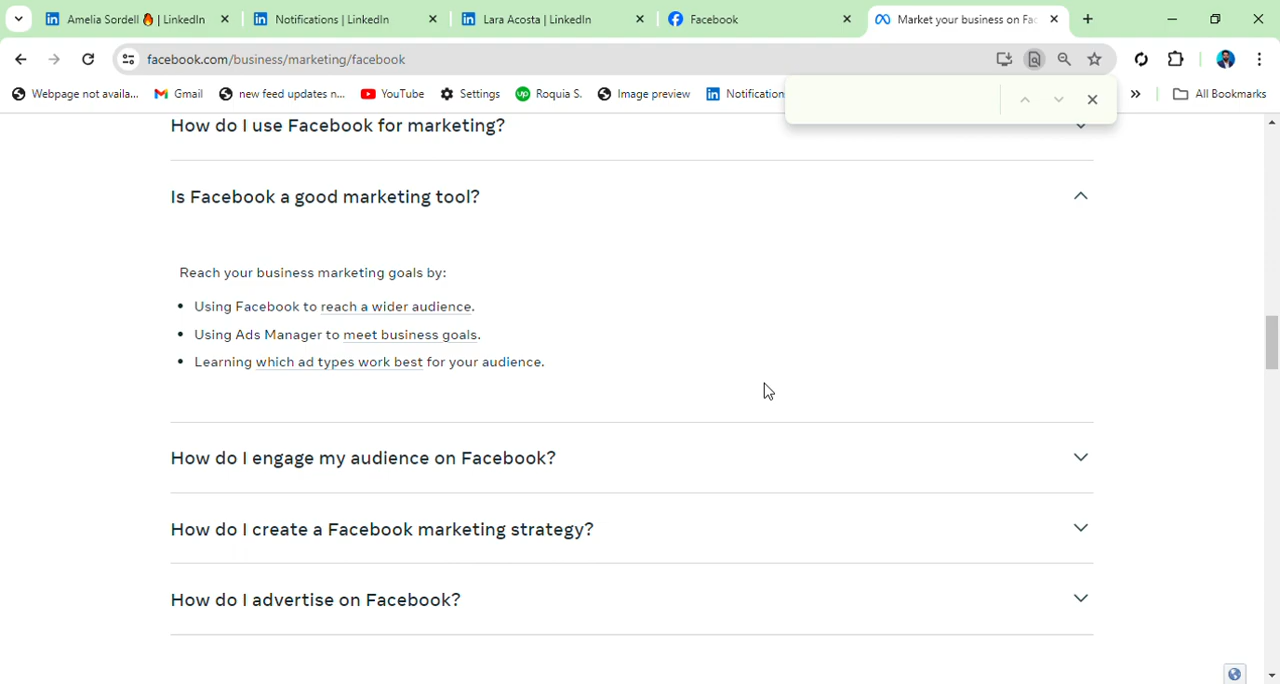 Amelia Sordell🔥| LinkedIn
Notifications | LinkedIn
Lara Acosta | LinkedIn
Facebook
Market your business on Fac
facebook.com/business/marketing/facebook
Webpage not availa...
Gmail
new feed updates n...
YouTube
Settings
Roquia S.
Image preview
Notification
All Bookmarks
How do I use Facebook for marketing?
Is Facebook a good marketing tool?
Reach your business marketing goals by:
• Using Facebook to reach a wider audience.
• Using Ads Manager to meet business goals.
• Learning which ad types work best for your audience.
How do I engage my audience on Facebook?
How do I create a Facebook marketing strategy?
How do I advertise on Facebook?